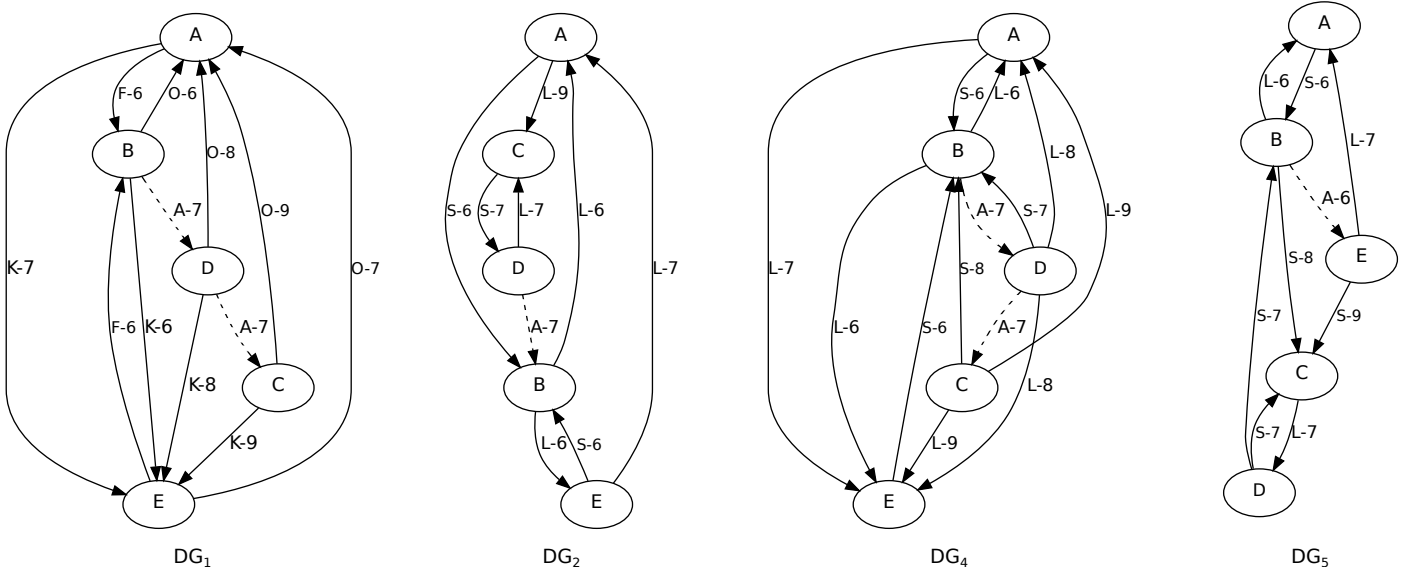 A
F-6
O-6
B
O-8
A-7
O-9
K-7
D
O-7
F-6
K-6
A-7
K-8
C
K-9
E
DG1
A
L-9
C
S-6
S-7
L-7
L-6
D
L-7
A-7
B
L-6
S-6
E
DG2
A
S-6
L-6
B
L-8
A-7
S-7
L-9
L-7
S-8
D
L-6
S-6
A-7
C
L-8
L-9
E
DG4
A
L-6
S-6
B
L-7
A-6
S-8
E
S-7
S-9
C
S-7
L-7
D
DG5